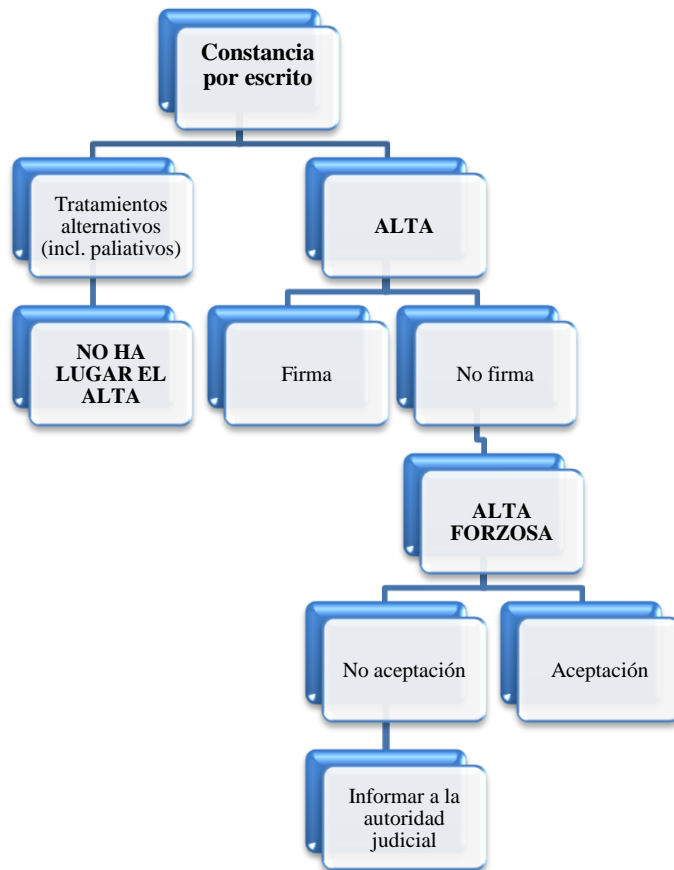 Constancia
por escrito
Tratamientos
alternativos
(incl. paliativos)
ALTA
NO HA
LUGAR EL
ALTA
Firma
No firma
ALTA
FORZOSA
No aceptación
Aceptación
Informar a la
autoridad
judicial